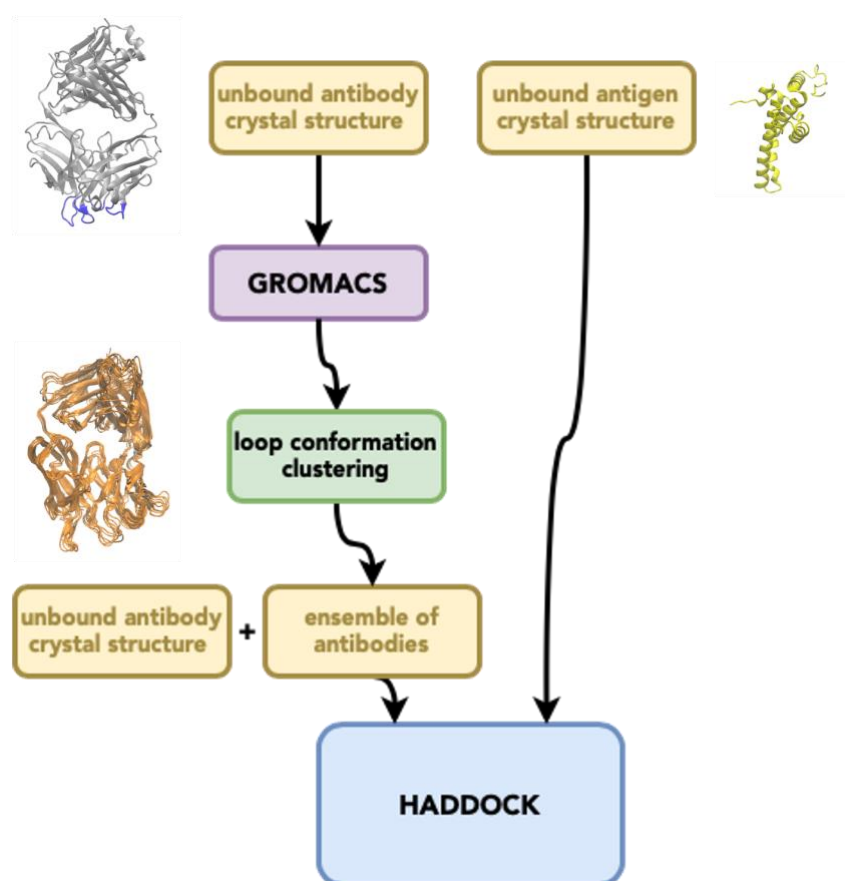 unbound antibody
crystal structure
unbound antigen
crystal structure
GROMACS
loop conformation
clustering
unbound antibody
crystal structure
+
ensemble of
antibodies
HADDOCK